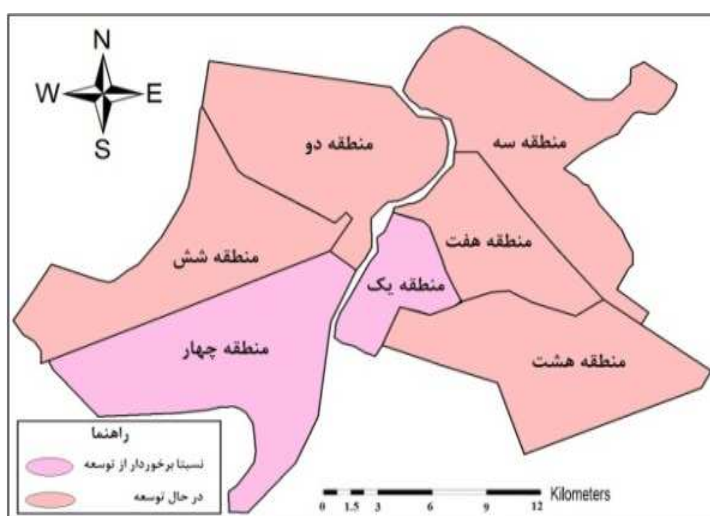 N
W E
S
منطقه سه
منطقه دو
منطقه هفت
منطقه شش
منطقه یک
منطقه چهار
منطقه هشت
راهنما
نسبتا برخوردار از توسعه
در حال توسعه
Kilometers
0 1.5 3 6 9 12